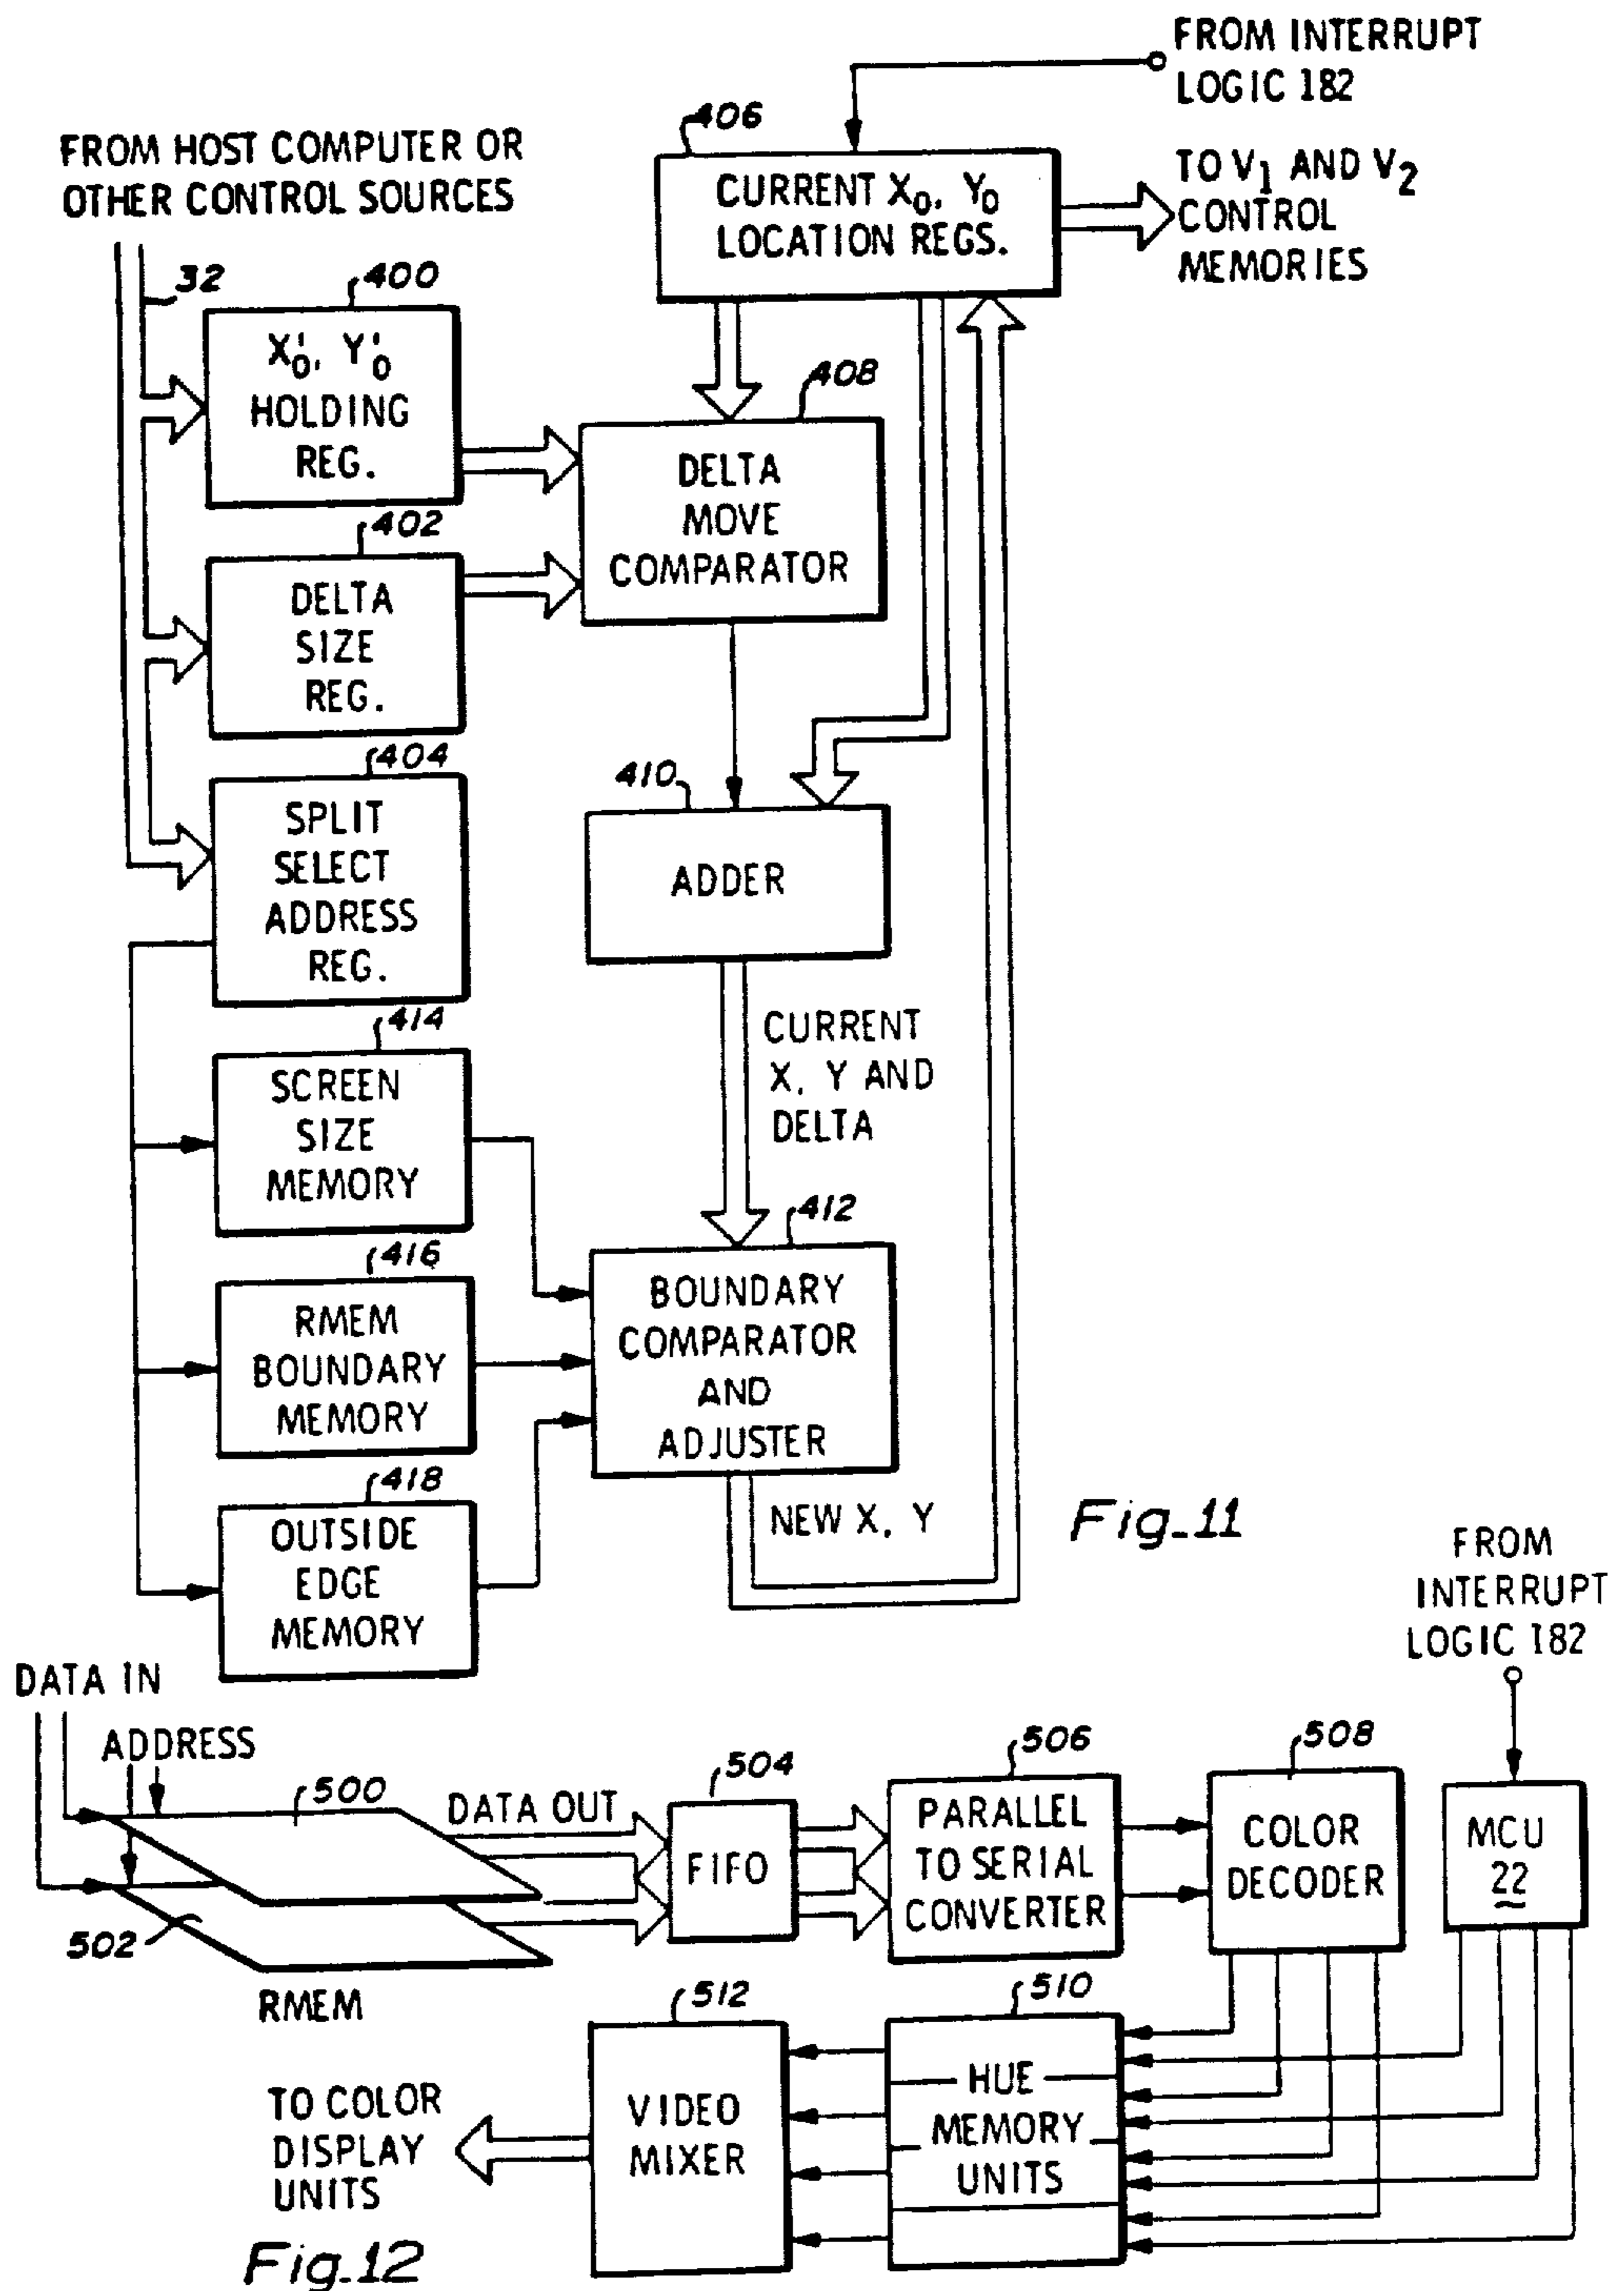 FROM INTERRUPT
LOGIC 182
406
FROM HOST COMPUTER OR
OTHER CONTROL SOURCES
CURRENT X0, Y0
LOCATION REGS.
TO V1 AND V2
CONTROL
MEMORIES
32
400
X'0, Y'0
HOLDING
REG.
408
DELTA
MOVE
COMPARATOR
402
DELTA
SIZE
REG.
404
SPLIT
SELECT
ADDRESS
REG.
410
ADDER
414
SCREEN
SIZE
MEMORY
CURRENT
X, Y AND
DELTA
412
BOUNDARY
COMPARATOR
AND
ADJUSTER
416
RMEM
BOUNDARY
MEMORY
418
OUTSIDE
EDGE
MEMORY
NEW X, Y
Fig_11
FROM
INTERRUPT
LOGIC 182
DATA IN
ADDRESS
500
502
RMEM
DATA OUT
504
FIFO
506
PARALLEL
TO SERIAL
CONVERTER
508
COLOR
DECODER
MCU
22
512
VIDEO
MIXER
510
HUE
MEMORY
UNITS
TO COLOR
DISPLAY
UNITS
Fig_12